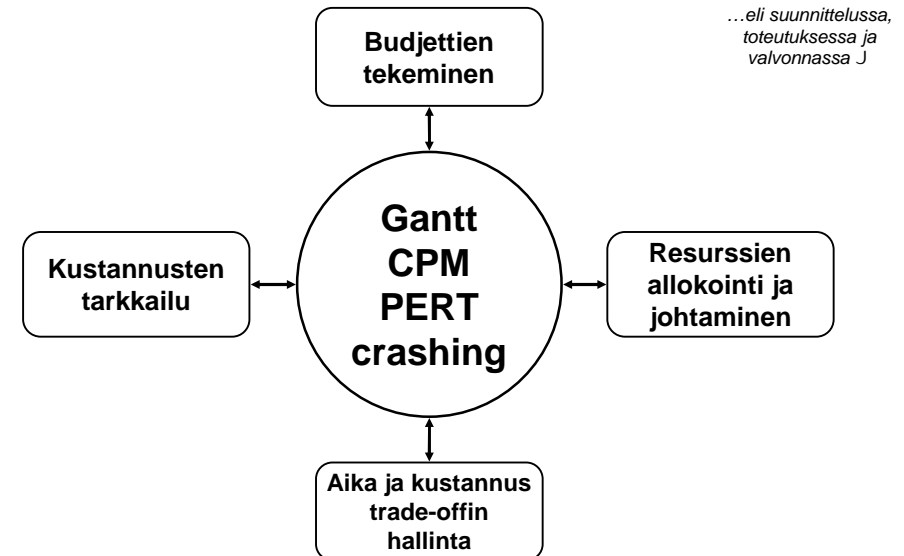 …eli suunnittelussa,
toteutuksessa ja
valvonnassa J
Budjettien
tekeminen
Gantt
CPM
PERT
crashing
Kustannusten
tarkkailu
Resurssien
allokointi ja
johtaminen
Aika ja kustannus
trade-offin
hallinta